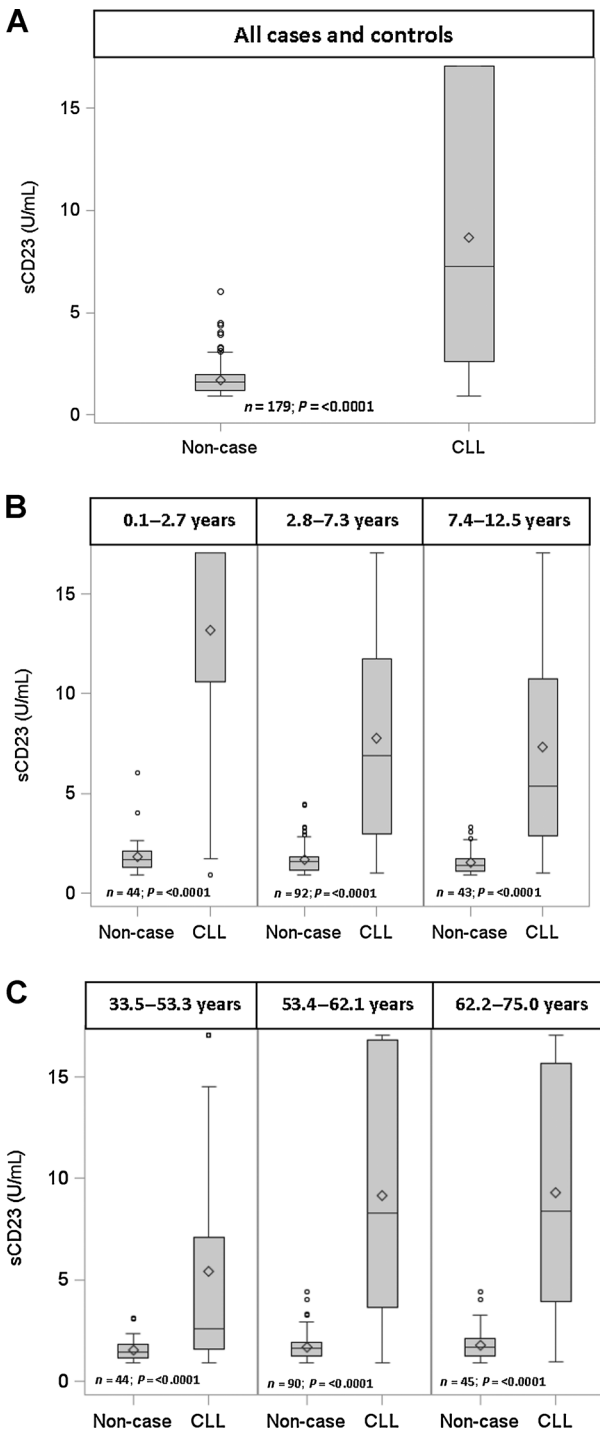 A
All cases and controls
15
10
5
0
sCD23 (U/mL)
n = 179; P = <0.0001
Non-case CLL
B
0.1–2.7 years 2.8–7.3 years 7.4–12.5 years
15
10
5
0
sCD23 (U/mL)
n = 44; P = <0.0001 n = 92; P = <0.0001 n = 43; P = <0.0001
Non-case CLL Non-case CLL Non-case CLL
C
33.5–53.3 years 53.4–62.1 years 62.2–75.0 years
15
10
5
0
sCD23 (U/mL)
n = 44; P = <0.0001 n = 90; P = <0.0001 n = 45; P = <0.0001
Non-case CLL Non-case CLL Non-case CLL